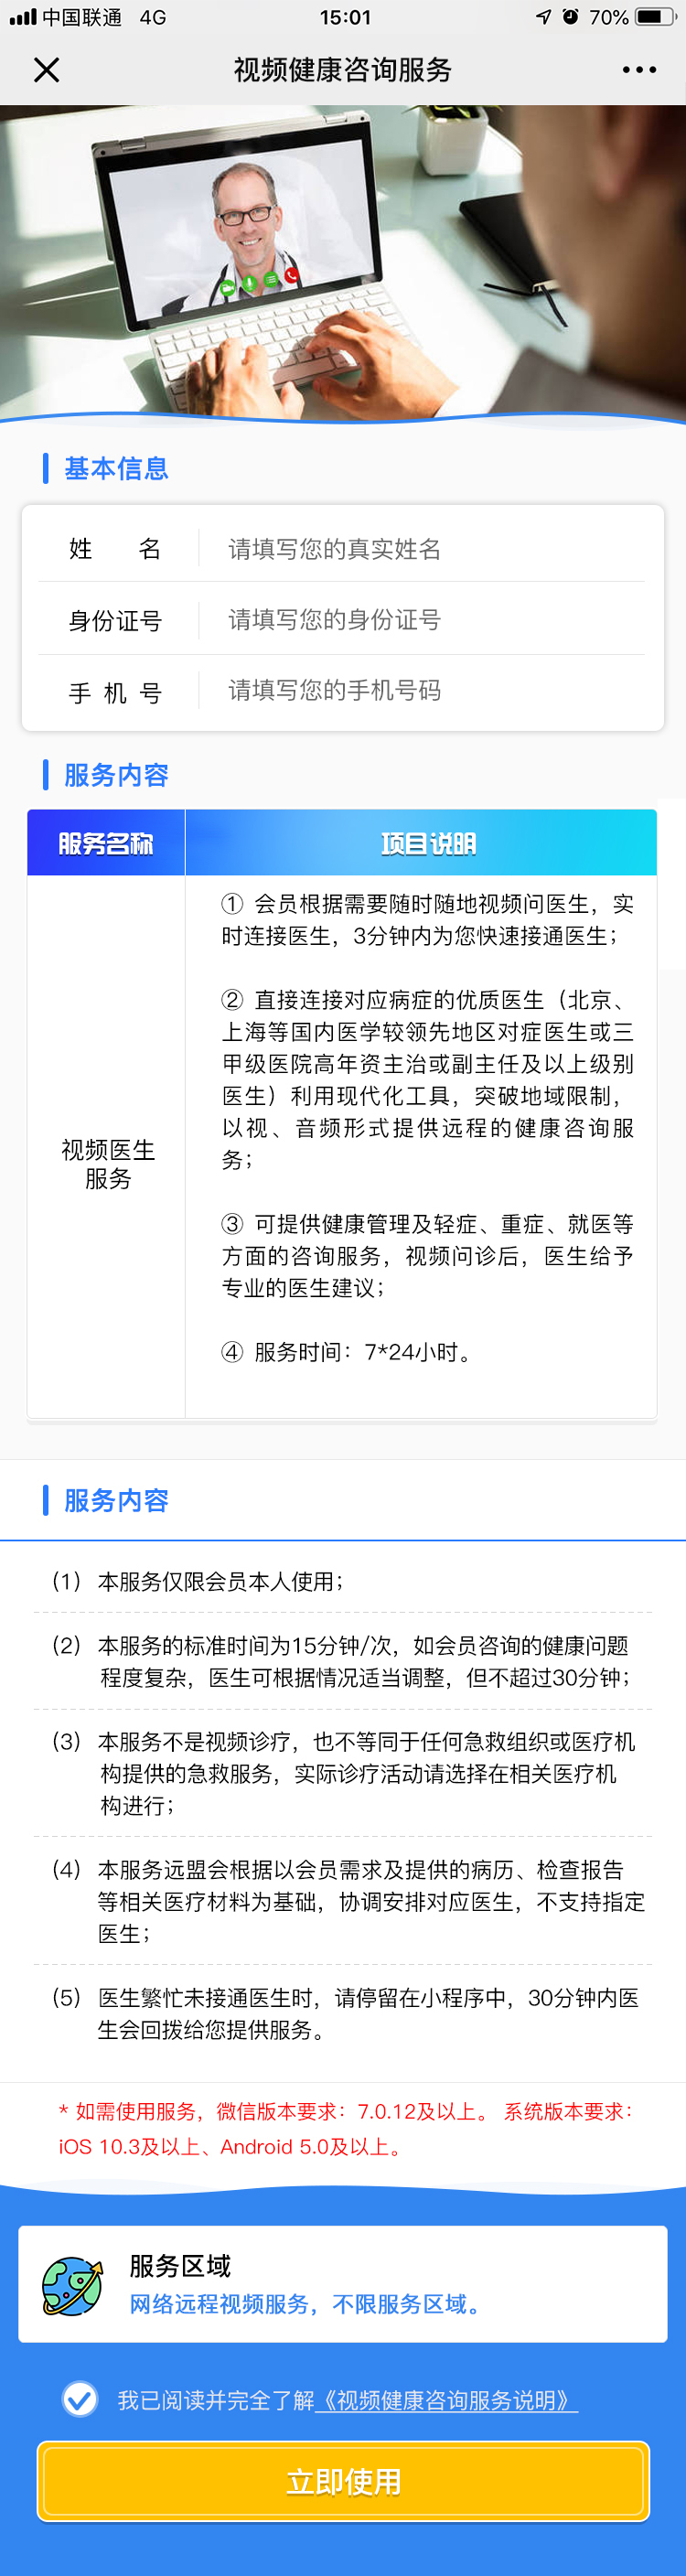 中国联通 4G 15:01 70%
视频健康咨询服务
基本信息
姓 名 请填写您的真实姓名
身份证号 请填写您的身份证号
手 机 号 请填写您的手机号码
服务内容
服务名称 项目说明
视频医生
服务
① 会员根据需要随时随地视频问医生，实
时连接医生，3分钟内为您快速接通医生；
② 直接连接对应病症的优质医生（北京、
上海等国内医学较领先地区对症医生或三
甲级医院高年资主治或副主任及以上级别
医生）利用现代化工具，突破地域限制，
以视、音频形式提供远程的健康咨询服
务；
③ 可提供健康管理及轻症、重症、就医等
方面的咨询服务，视频问诊后，医生给予
专业的医生建议；
④ 服务时间：7*24小时。
服务内容
（1）本服务仅限会员本人使用；
（2）本服务的标准时间为15分钟/次，如会员咨询的健康问题
程度复杂，医生可根据情况适当调整，但不超过30分钟；
（3）本服务不是视频诊疗，也不等同于任何急救组织或医疗机
构提供的急救服务，实际诊疗活动请选择在相关医疗机
构进行；
（4）本服务远盟会根据以会员需求及提供的病历、检查报告
等相关医疗材料为基础，协调安排对应医生，不支持指定
医生；
（5）医生繁忙未接通医生时，请停留在小程序中，30分钟内医
生会回拨给您提供服务。
* 如需使用服务，微信版本要求：7.0.12及以上。 系统版本要求：
iOS 10.3及以上、Android 5.0及以上。
服务区域
网络远程视频服务，不限服务区域。
我已阅读并完全了解《视频健康咨询服务说明》
立即使用